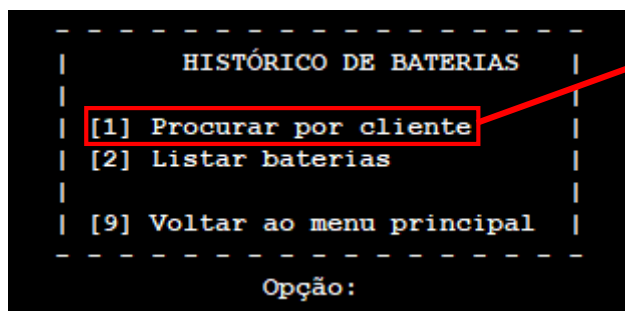 HISTÓRICO DE BATERIAS
[1] Procurar por cliente
[2] Listar baterias
[9] Voltar ao menu principal
Opção: